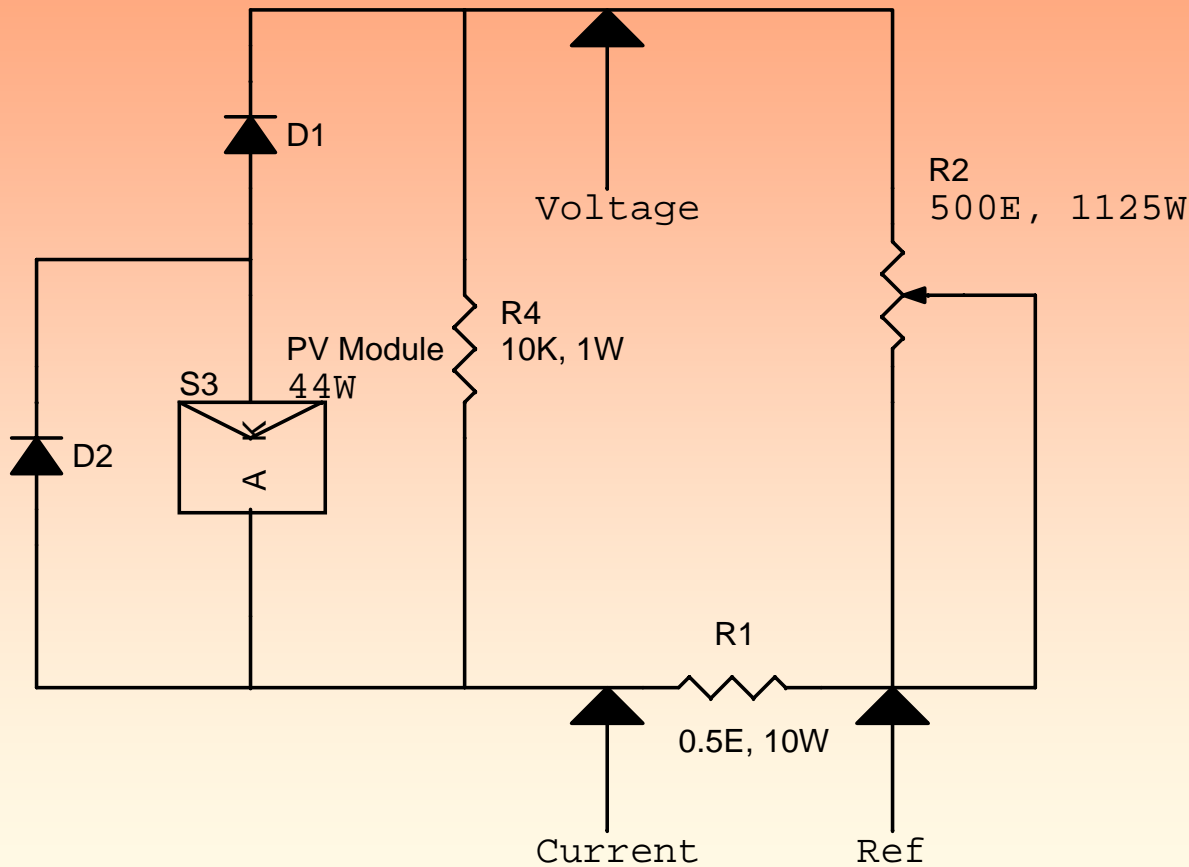 D1
Voltage
R2
500E, 1125W
R4
10K, 1W
PV Module
44W
S3
K
A
D2
R1
0.5E, 10W
Current
Ref